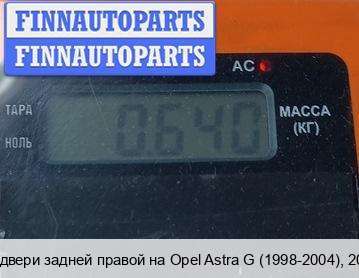 FINNAUTOPARTS
FINNAUTOPARTS
AC
ТАРА
НОЛЬ
0.640
МАССА
(КГ)
двери задней правой на Opel Astra G (1998-2004), 20